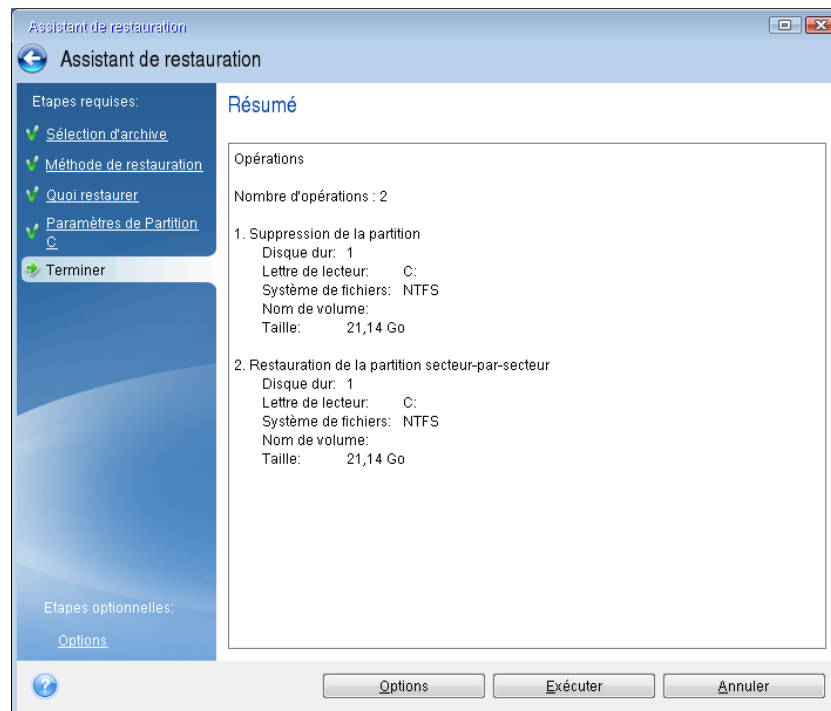 Assistant de restauration
Assistant de restauration
Etapes requises:
Sélection d'archive
Méthode de restauration
Quoi restaurer
Paramètres de Partition
C
Terminer
Etapes optionnelles:
Options
Résumé
Opérations
Nombre d'opérations : 2
1. Suppression de la partition
Disque dur: 1
Lettre de lecteur: C:
Système de fichiers: NTFS
Nom de volume:
Taille: 21,14 Go
2. Restauration de la partition secteur-par-secteur
Disque dur: 1
Lettre de lecteur: C:
Système de fichiers: NTFS
Nom de volume:
Taille: 21,14 Go
Options
Exécuter
Annuler